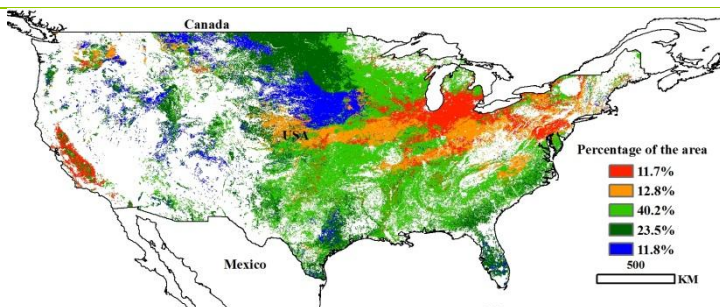 Canada
USA
Mexico
Percentage of the area
11.7%
12.8%
40.2%
23.5%
11.8%
500
KM